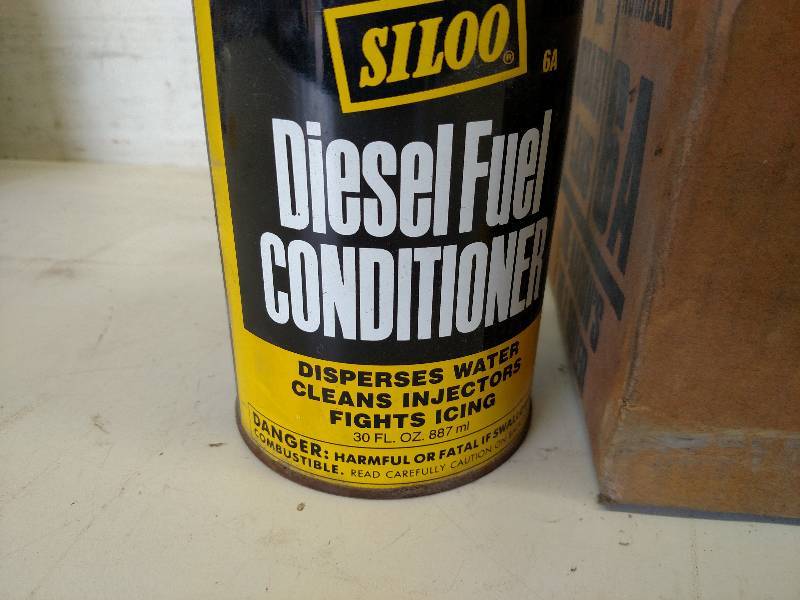 SILOO®
6A
Diesel Fuel
CONDITIONER
DISPERSES WATER
CLEANS INJECTORS
FIGHTS ICING
30 FL. OZ. 887 ml
DANGER: HARMFUL OR FATAL IF
COMBUSTIBLE. READ CAREFULLY CAUTION ON